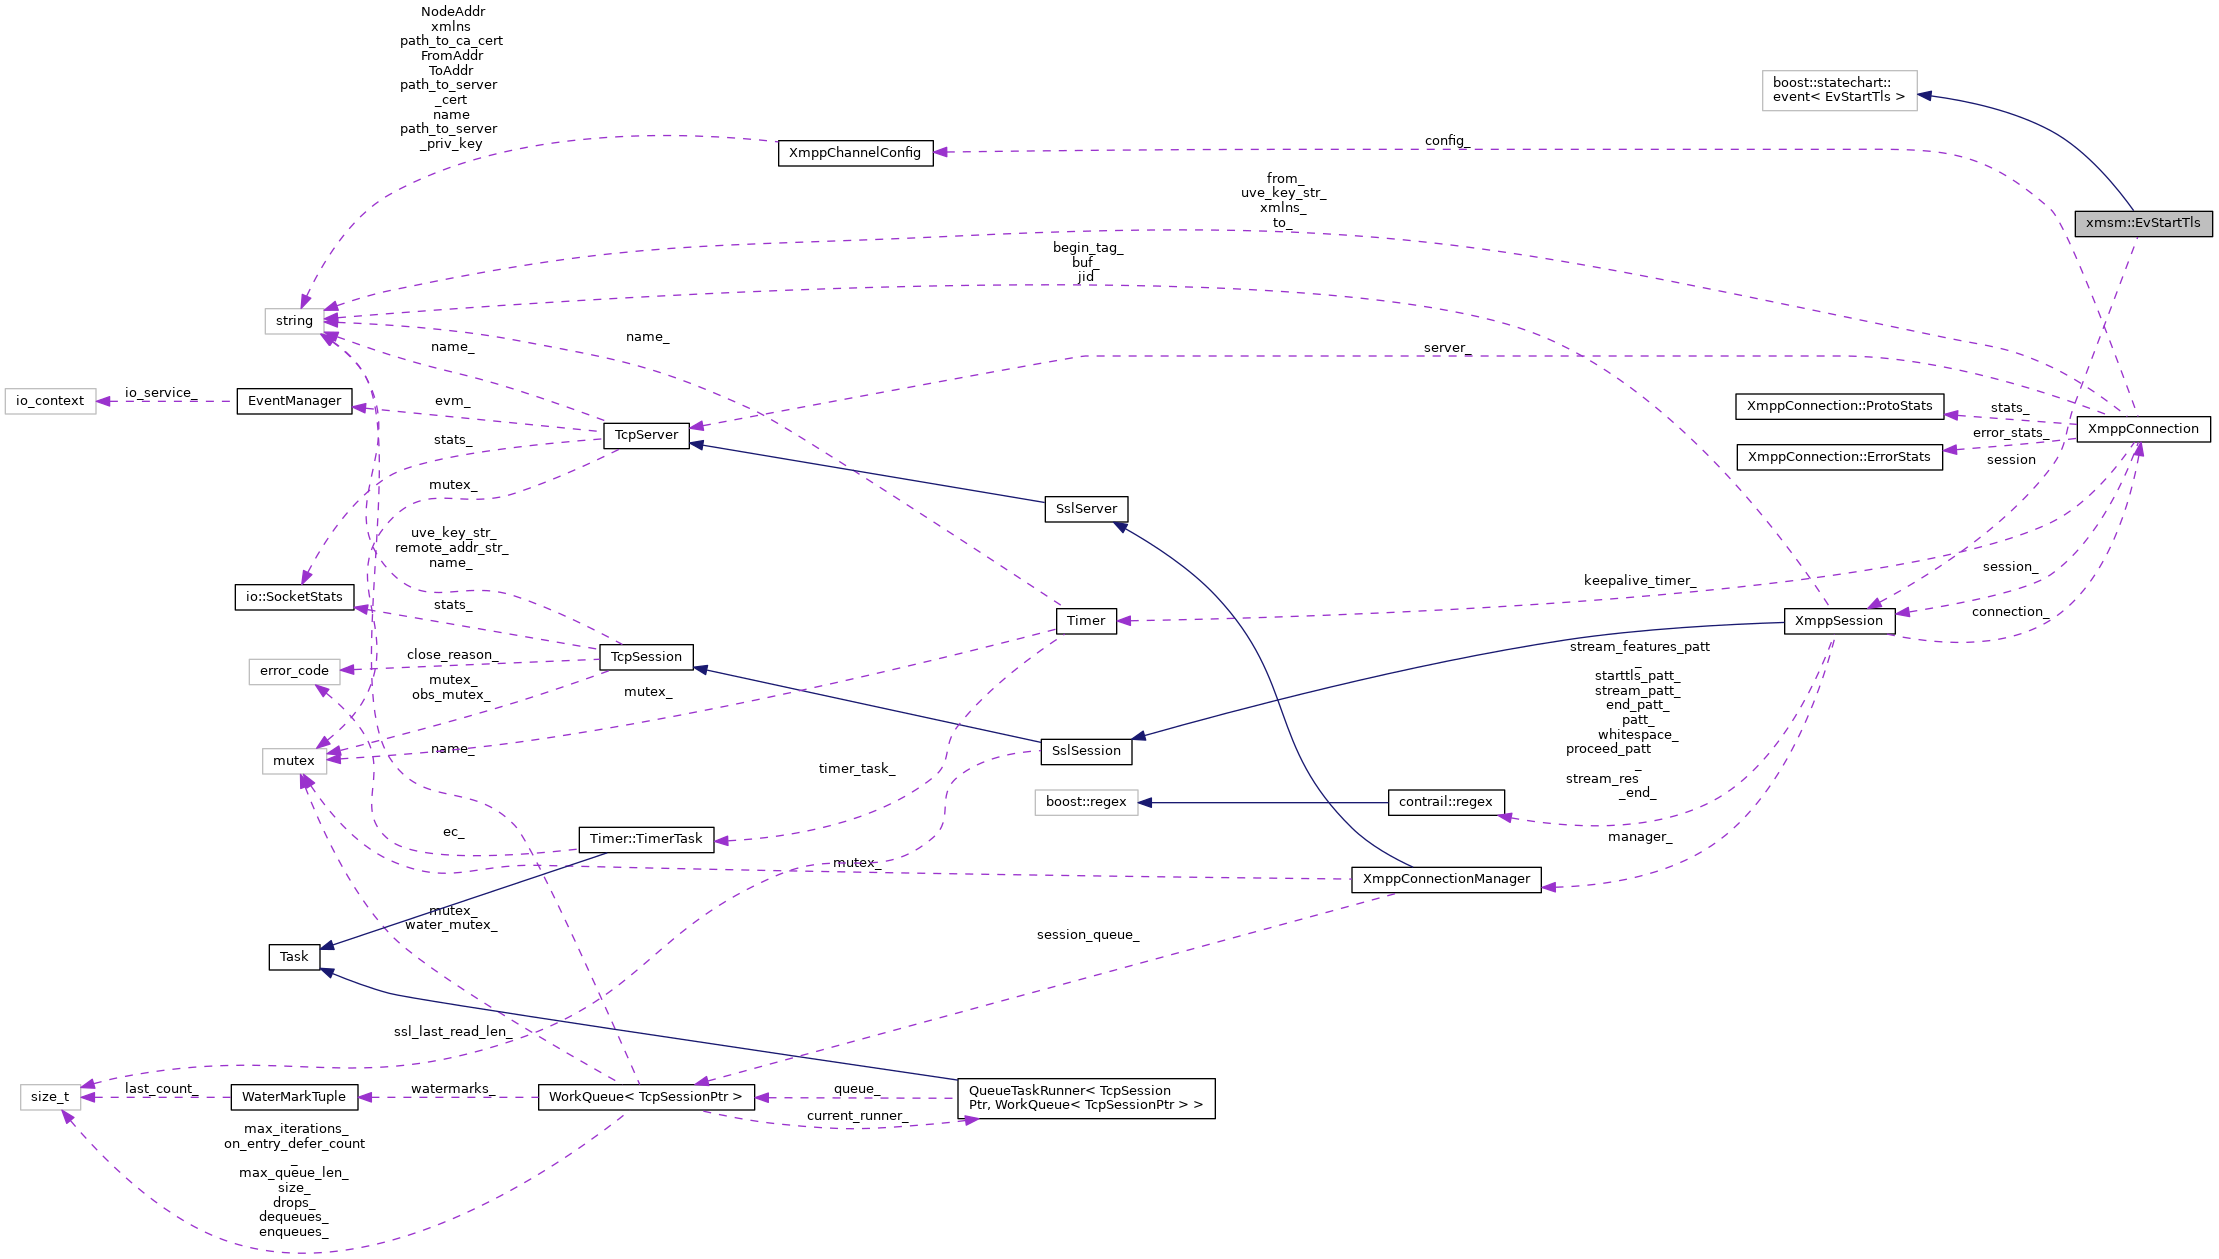 NodeAddr
xmlns
path_to_ca_cert
FromAddr
ToAddr
path_to_server
_cert
name
path_to_server
_priv_key
boost::statechart::
event< EvStartTls >
XmppChannelConfig
config_
from_
uve_key_str_
xmlns_
to_
xmsm::EvStartTls
begin_tag_
buf_
jid
string
name_
name_
server_
io_context
io_service_
EventManager
evm_
TcpServer
stats_
XmppConnection::ProtoStats
stats_
XmppConnection
error_stats_
XmppConnection::ErrorStats
session
mutex_
SslServer
uve_key_str_
remote_addr_str_
name_
io::SocketStats
stats_
keepalive_timer_
session_
connection_
Timer
XmppSession
close_reason_
TcpSession
error_code
mutex_
obs_mutex_
mutex_
stream_features_patt
_
starttls_patt_
stream_patt_
end_patt_
patt_
whitespace_
proceed_patt
_
stream_res
_end_
name_
mutex
SslSession
timer_task_
boost::regex
contrail::regex
ec_
Timer::TimerTask
manager_
mutex_
XmppConnectionManager
mutex_
water_mutex_
session_queue_
Task
ssl_last_read_len_
size_t
last_count_
WaterMarkTuple
watermarks_
WorkQueue< TcpSessionPtr >
queue_
current_runner_
QueueTaskRunner< TcpSession
Ptr, WorkQueue< TcpSessionPtr > >
max_iterations_
on_entry_defer_count
_
max_queue_len_
size_
drops_
dequeues_
enqueues_